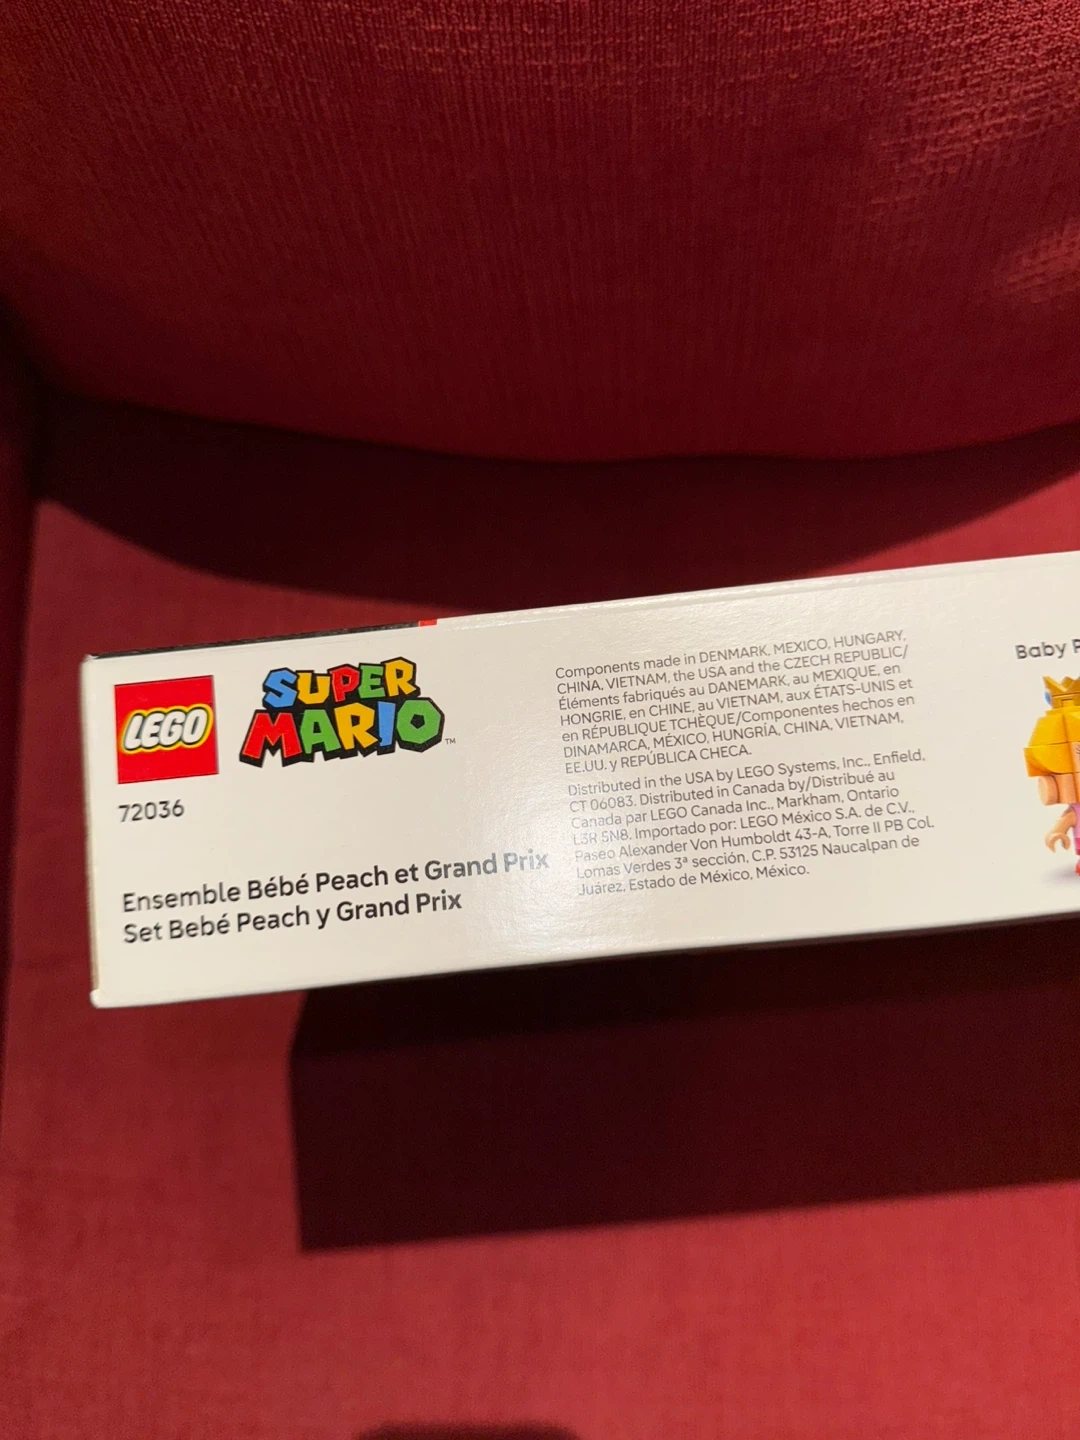 LEGO
SUPER
MARIO™
72036
Ensemble Bébé Peach et Grand Prix
Set Bebé Peach y Grand Prix
Components made in DENMARK, MEXICO, HUNGARY,
CHINA, VIETNAM, the USA and the CZECH REPUBLIC/
Éléments fabriqués au DANEMARK, au MEXIQUE, en
HONGRIE, en CHINE, au VIETNAM, aux ÉTATS-UNIS et
en RÉPUBLIQUE TCHÈQUE/Componentes hechos en
DINAMARCA, MÉXICO, HUNGRÍA, CHINA, VIETNAM,
EE.UU. y REPÚBLICA CHECA.
Distributed in the USA by LEGO Systems, Inc., Enfield,
CT 06083. Distributed in Canada by/Distribué au
Canada par LEGO Canada Inc., Markham, Ontario
L3R 5N8. Importado por: LEGO México S.A. de C.V.,
Paseo Alexander Von Humboldt 43-A, Torre II PB Col.
Lomas Verdes 3ª sección, C.P. 53125 Naucalpan de
Juárez, Estado de México, México.
Baby